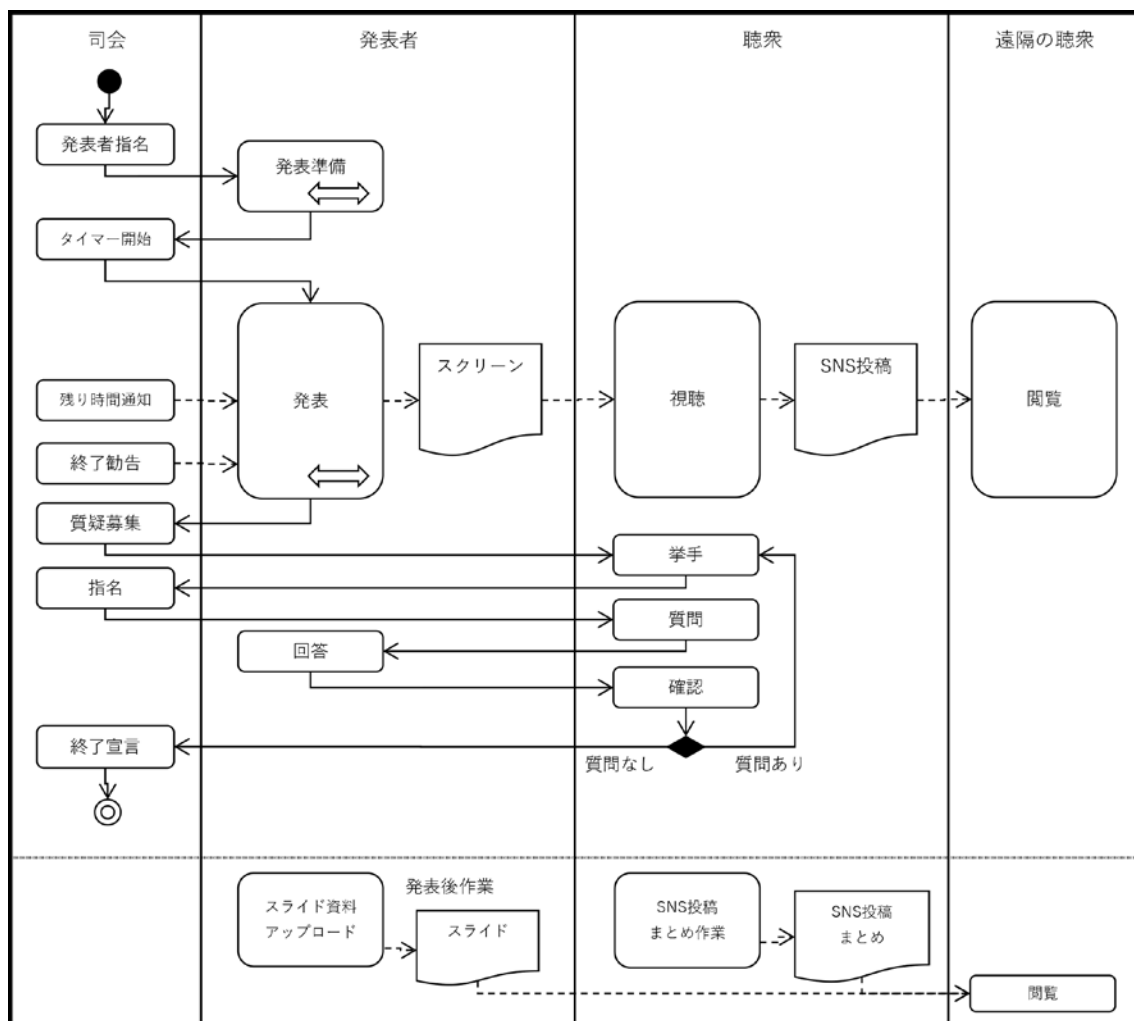 司会
発表者
聴衆
遠隔の聴衆
発表者指名
発表準備
タイマー開始
スクリーン
SNS投稿
残り時間通知
発表
視聴
閲覧
終了勧告
質疑募集
挙手
指名
質問
回答
確認
終了宣言
質問なし
質問あり
発表後作業
スライド資料
アップロード
スライド
SNS投稿
まとめ作業
SNS投稿
まとめ
閲覧